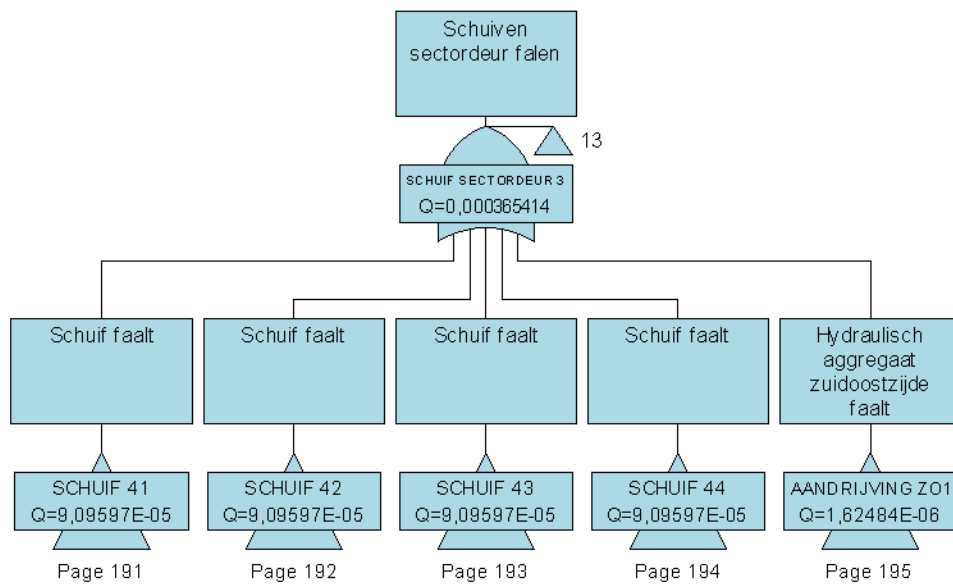 Schuiven
sectordeur falen
13
SCHUIF SECTORDEUR 3
Q=0,000365414
Schuif faalt
Schuif faalt
Schuif faalt
Schuif faalt
Hydraulisch
aggregaat
zuidoostzijde
faalt
SCHUIF 41
Q=9,09597E-05
SCHUIF 42
Q=9,09597E-05
SCHUIF 43
Q=9,09597E-05
SCHUIF 44
Q=9,09597E-05
AANDRIJVING ZO1
Q=1,62484E-06
Page 191
Page 192
Page 193
Page 194
Page 195